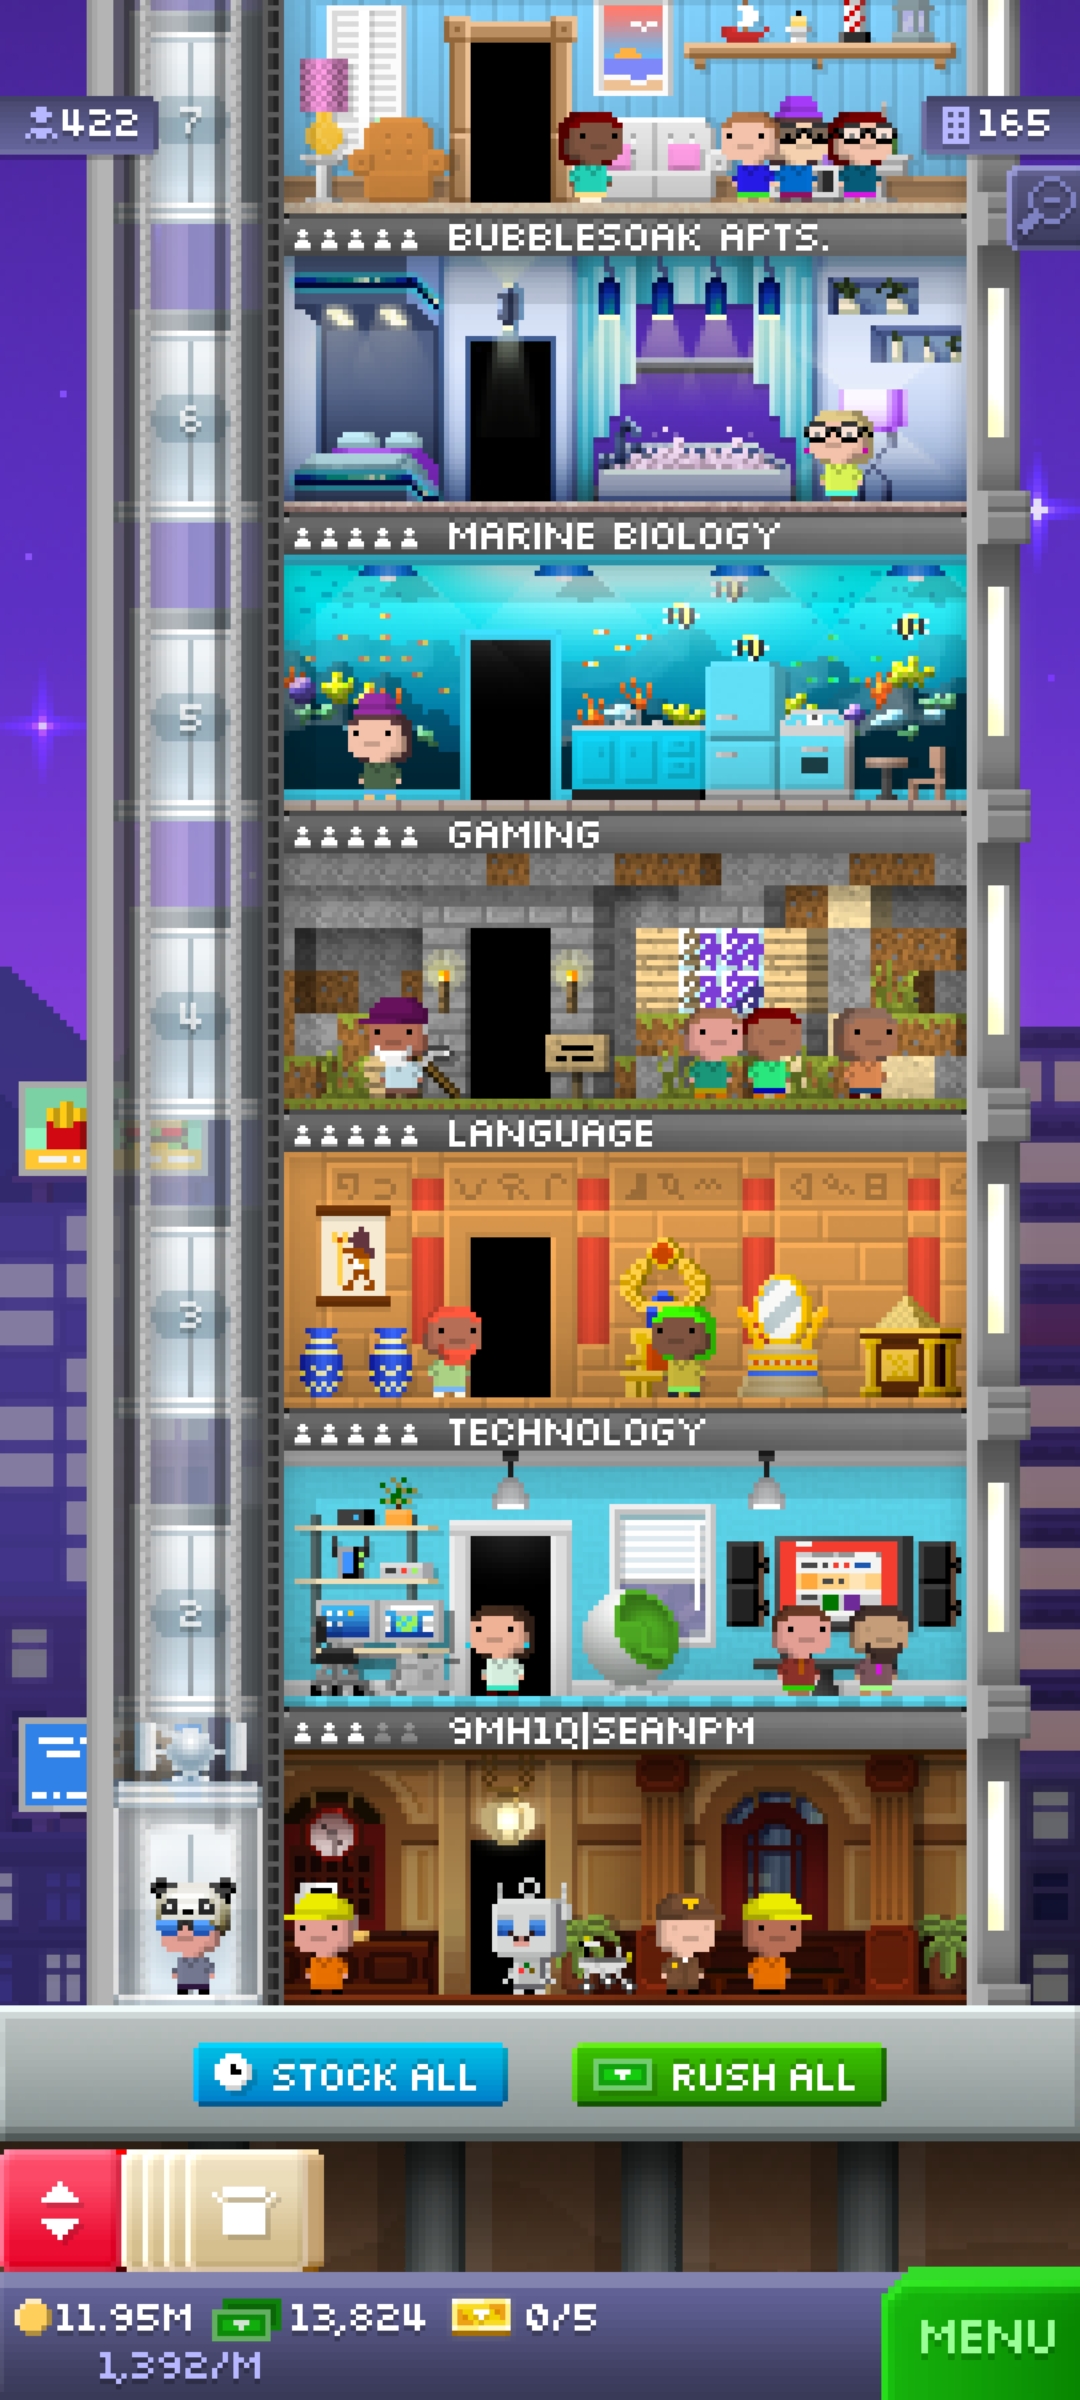 7
422
165
BUBBLESOAK APTS.
6
MARINE BIOLOGY
5
GAMING
4
LANGUAGE
3
TECHNOLOGY
2
9MH1Q|SEANPM
STOCK ALL
RUSH ALL
11.95M 13,824 0/5
1,392/M
MENU